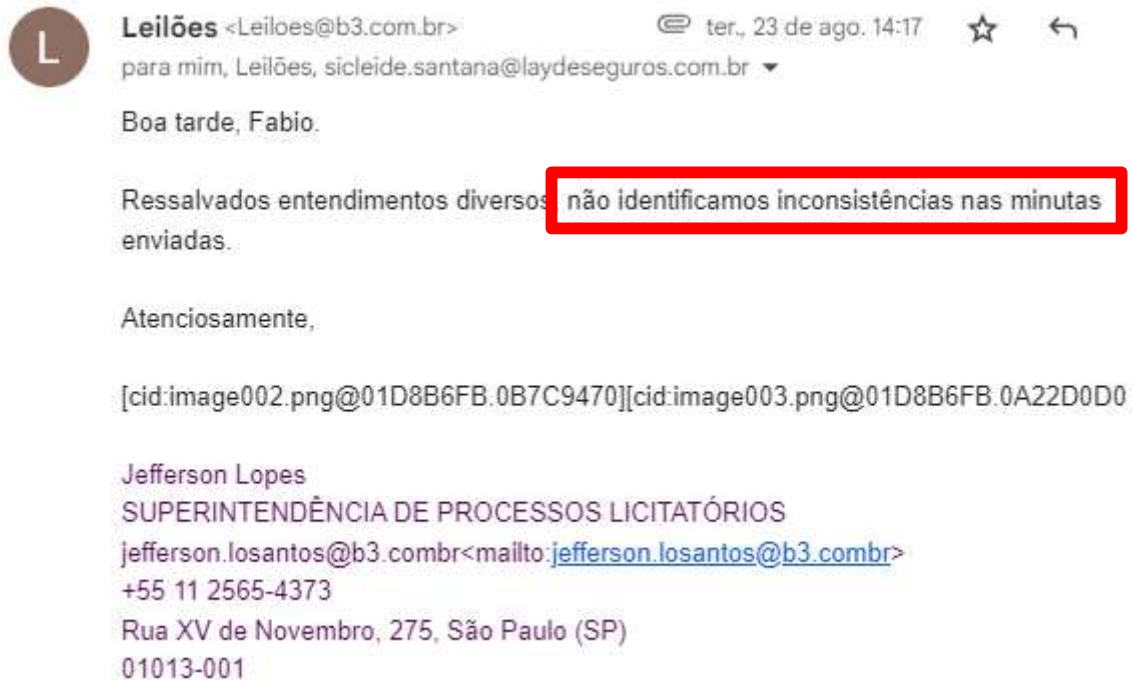 L
Leilões <Leiloes@b3.com.br> ter., 23 de ago. 14:17
para mim, Leilões, sicleide.santana@laydeseguros.com.br
Boa tarde, Fabio.
Ressalvados entendimentos diversos não identificamos inconsistências nas minutas
enviadas.
Atenciosamente,
[cid:image002.png@01D8B6FB.0B7C9470][cid:image003.png@01D8B6FB.0A22D0D0
Jefferson Lopes
SUPERINTENDÊNCIA DE PROCESSOS LICITATÓRIOS
jefferson.losantos@b3.combr<mailto:jefferson.losantos@b3.combr>
+55 11 2565-4373
Rua XV de Novembro, 275, São Paulo (SP)
01013-001